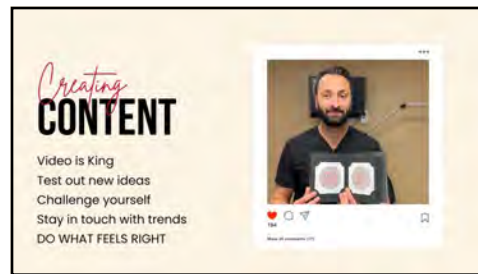 Creating
CONTENT
Video is King
Test out new ideas
Challenge yourself
Stay in touch with trends
DO WHAT FEELS RIGHT